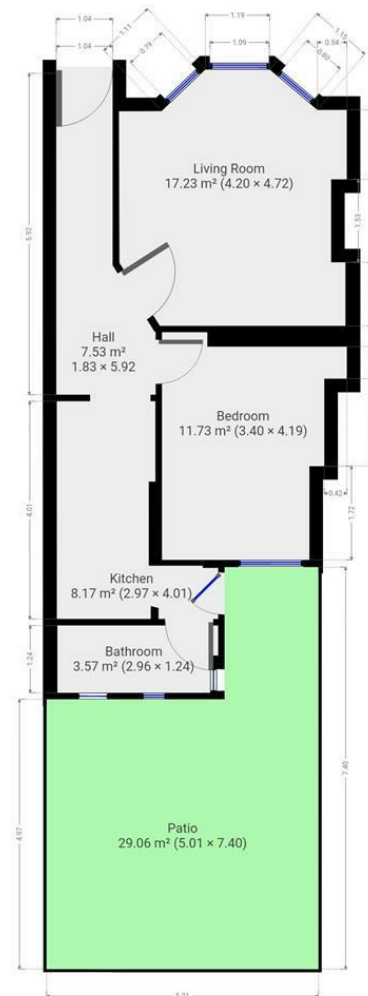 1.04
1.04
1.11
0.79
1.19
1.09
1.15
0.54
0.60
Living Room
17.23 m² (4.20 × 4.72)
1.53
5.92
Hall
7.53 m²
1.83 × 5.92
Bedroom
11.73 m² (3.40 × 4.19)
0.42
1.72
4.01
Kitchen
8.17 m² (2.97 × 4.01)
Bathroom
3.57 m² (2.96 × 1.24)
1.24
7.40
4.97
Patio
29.06 m² (5.01 × 7.40)
5.01